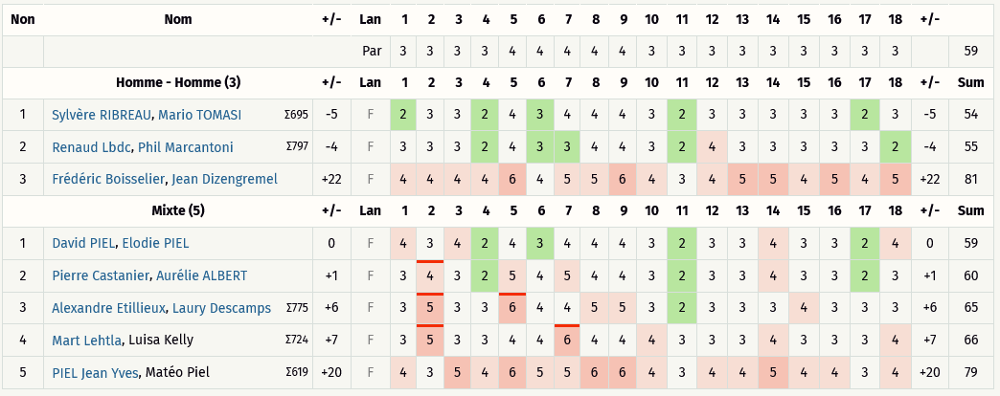 Non Nom +/- Lan 1 2 3 4 5 6 7 8 9 10 11 12 13 14 15 16 17 18 +/-
Par 3 3 3 3 4 4 4 4 4 3 3 3 3 3 3 3 3 3 59
Homme - Homme (3) +/- Lan 1 2 3 4 5 6 7 8 9 10 11 12 13 14 15 16 17 18 +/- Sum
1 Sylvère RIBREAU, Mario TOMASI Σ695 -5 F 2 3 3 2 4 3 4 4 4 3 2 3 3 3 3 3 2 3 -5 54
2 Renaud Lbdc, Phil Marcantoni Σ797 -4 F 3 3 3 2 4 3 3 4 4 3 2 4 3 3 3 3 3 2 -4 55
3 Frédéric Boisselier, Jean Dizengremel +22 F 4 4 4 4 6 4 5 5 6 4 3 4 5 5 4 5 4 5 +22 81
Mixte (5) +/- Lan 1 2 3 4 5 6 7 8 9 10 11 12 13 14 15 16 17 18 +/- Sum
1 David PIEL, Elodie PIEL 0 F 4 3 4 2 4 3 4 4 4 3 2 3 3 4 3 3 2 4 0 59
2 Pierre Castanier, Aurélie ALBERT +1 F 3 4 3 2 5 4 5 4 4 3 2 3 3 4 3 3 2 3 +1 60
3 Alexandre Etillieux, Laury Descamps Σ775 +6 F 3 5 3 3 6 4 4 5 5 3 2 3 3 3 4 3 3 3 +6 65
4 Mart Lehtla, Luisa Kelly Σ724 +7 F 3 5 3 3 4 4 6 4 4 4 3 3 3 4 3 3 3 4 +7 66
5 PIEL Jean Yves, Matéo Piel Σ619 +20 F 4 3 5 4 6 5 5 6 6 4 3 4 4 5 4 4 3 4 +20 79